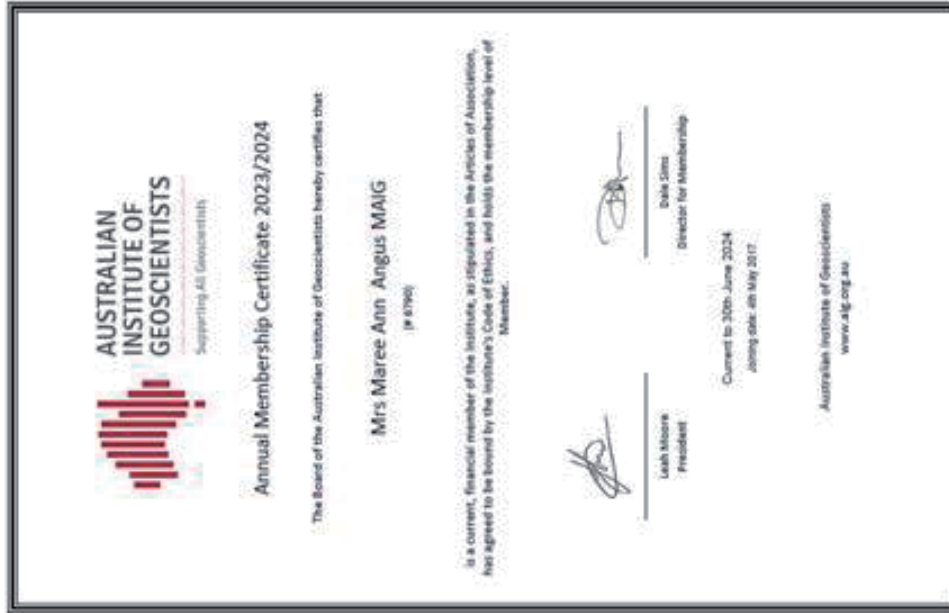 AUSTRALIAN
INSTITUTE OF
GEOSCIENTISTS
Supporting All Geoscientists
Annual Membership Certificate 2023/2024
The Board of the Australian Institute of Geoscientists hereby certifies that
Mrs Maree Ann Angus MAIG
(# 6790)
is a current, financial member of the Institute, as stipulated in the Articles of Association,
has agreed to be bound by the Institute's Code of Ethics, and holds the membership level of
Member.
Leah Moore
President
Dale Sims
Director for Membership
Current to 30th June 2024
Joining date: 4th May 2017
Australian Institute of Geoscientists
www.aig.org.au